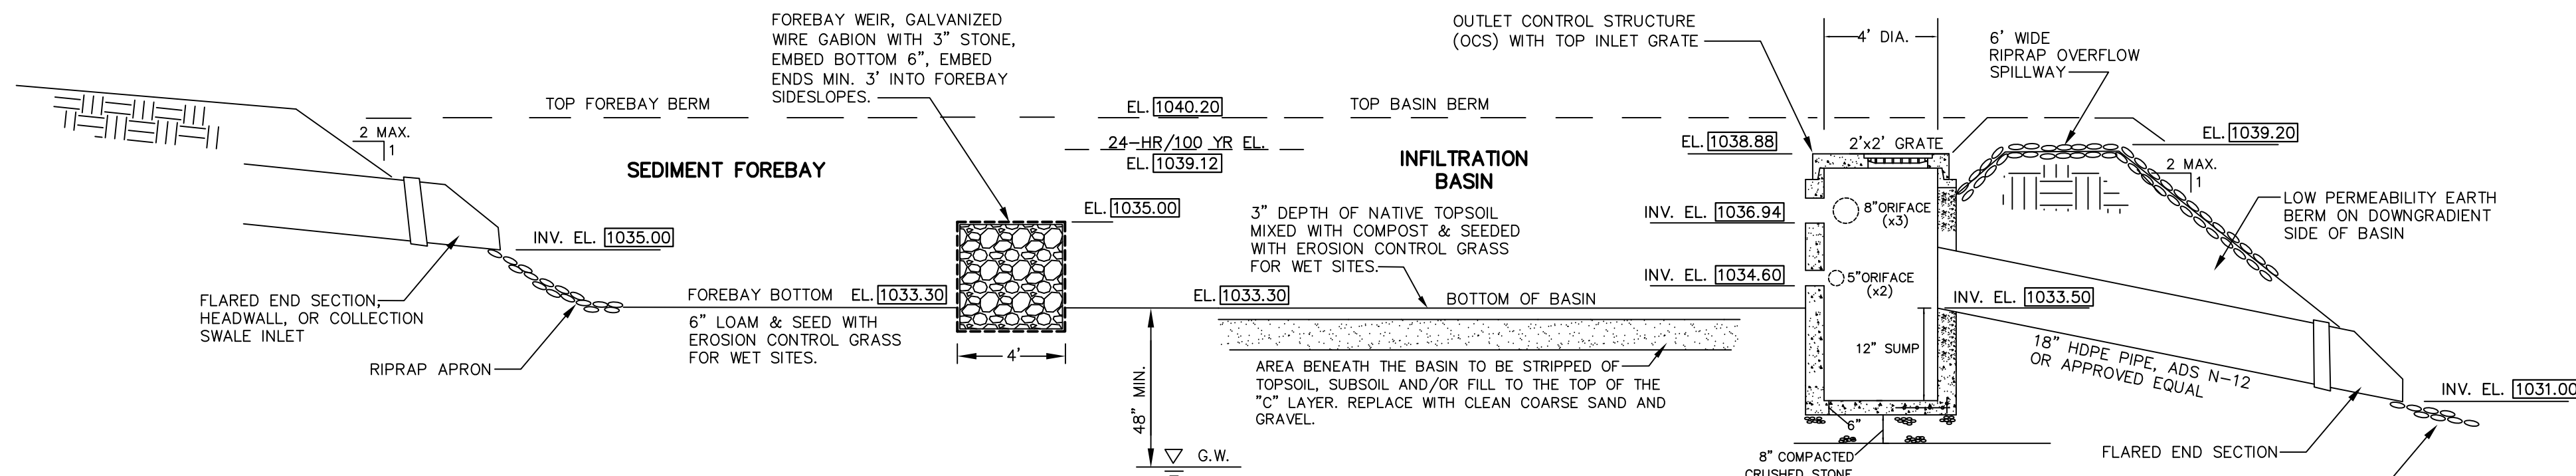 FOREBAY WEIR, GALVANIZED
WIRE GABION WITH 3" STONE,
EMBED BOTTOM 6", EMBED
ENDS MIN. 3' INTO FOREBAY
SIDESLOPES.
OUTLET CONTROL STRUCTURE
(OCS) WITH TOP INLET GRATE
4' DIA.
6' WIDE
RIPRAP OVERFLOW
SPILLWAY
TOP FOREBAY BERM
EL. 1040.20
TOP BASIN BERM
2 MAX.
1
24-HR/100 YR EL.
EL. 1039.12
EL. 1038.88
2'x2' GRATE
EL. 1039.20
SEDIMENT FOREBAY
INFILTRATION
BASIN
2 MAX.
1
LOW PERMEABILITY EARTH
BERM ON DOWNGRADIENT
SIDE OF BASIN
EL. 1035.00
3" DEPTH OF NATIVE TOPSOIL
MIXED WITH COMPOST & SEEDED
WITH EROSION CONTROL GRASS
FOR WET SITES.
INV. EL. 1036.94
8"ORIFACE
(x3)
INV. EL. 1035.00
INV. EL. 1034.60
5"ORIFACE
(x2)
FLARED END SECTION,
HEADWALL, OR COLLECTION
SWALE INLET
FOREBAY BOTTOM EL. 1033.30
EL. 1033.30
BOTTOM OF BASIN
INV. EL. 1033.50
6" LOAM & SEED WITH
EROSION CONTROL GRASS
FOR WET SITES.
RIPRAP APRON
4'
48" MIN.
AREA BENEATH THE BASIN TO BE STRIPPED OF
TOPSOIL, SUBSOIL AND/OR FILL TO THE TOP OF THE
"C" LAYER. REPLACE WITH CLEAN COARSE SAND AND
GRAVEL.
12" SUMP
18" HDPE PIPE, ADS N-12
OR APPROVED EQUAL
INV. EL. 1031.00
6"
G.W.
8" COMPACTED
CRUSHED STONE
FLARED END SECTION